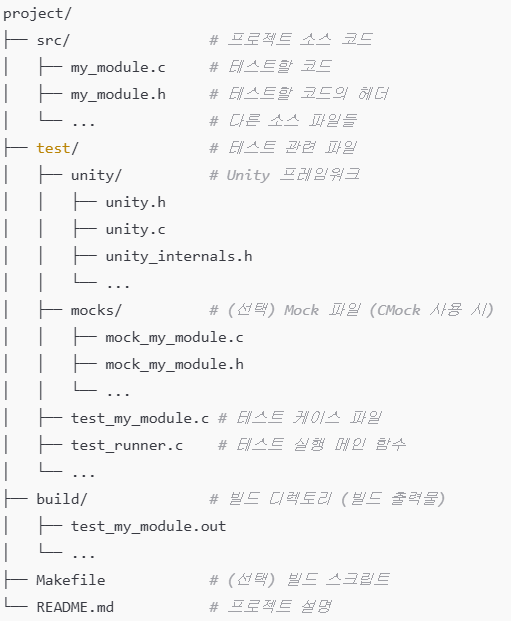 project/
├── src/                # 프로젝트 소스 코드
│   ├── my_module.c     # 테스트할 코드
│   ├── my_module.h     # 테스트할 코드의 헤더
│   └── ...             # 다른 소스 파일들
├── test/               # 테스트 관련 파일
│   ├── unity/          # Unity 프레임워크
│   │   ├── unity.h
│   │   ├── unity.c
│   │   ├── unity_internals.h
│   │   └── ...
│   ├── mocks/          # (선택) Mock 파일 (CMock 사용 시)
│   │   ├── mock_my_module.c
│   │   ├── mock_my_module.h
│   │   └── ...
│   ├── test_my_module.c # 테스트 케이스 파일
│   ├── test_runner.c    # 테스트 실행 메인 함수
│   └── ...
├── build/              # 빌드 디렉토리 (빌드 출력물)
│   ├── test_my_module.out
│   └── ...
├── Makefile            # (선택) 빌드 스크립트
└── README.md           # 프로젝트 설명